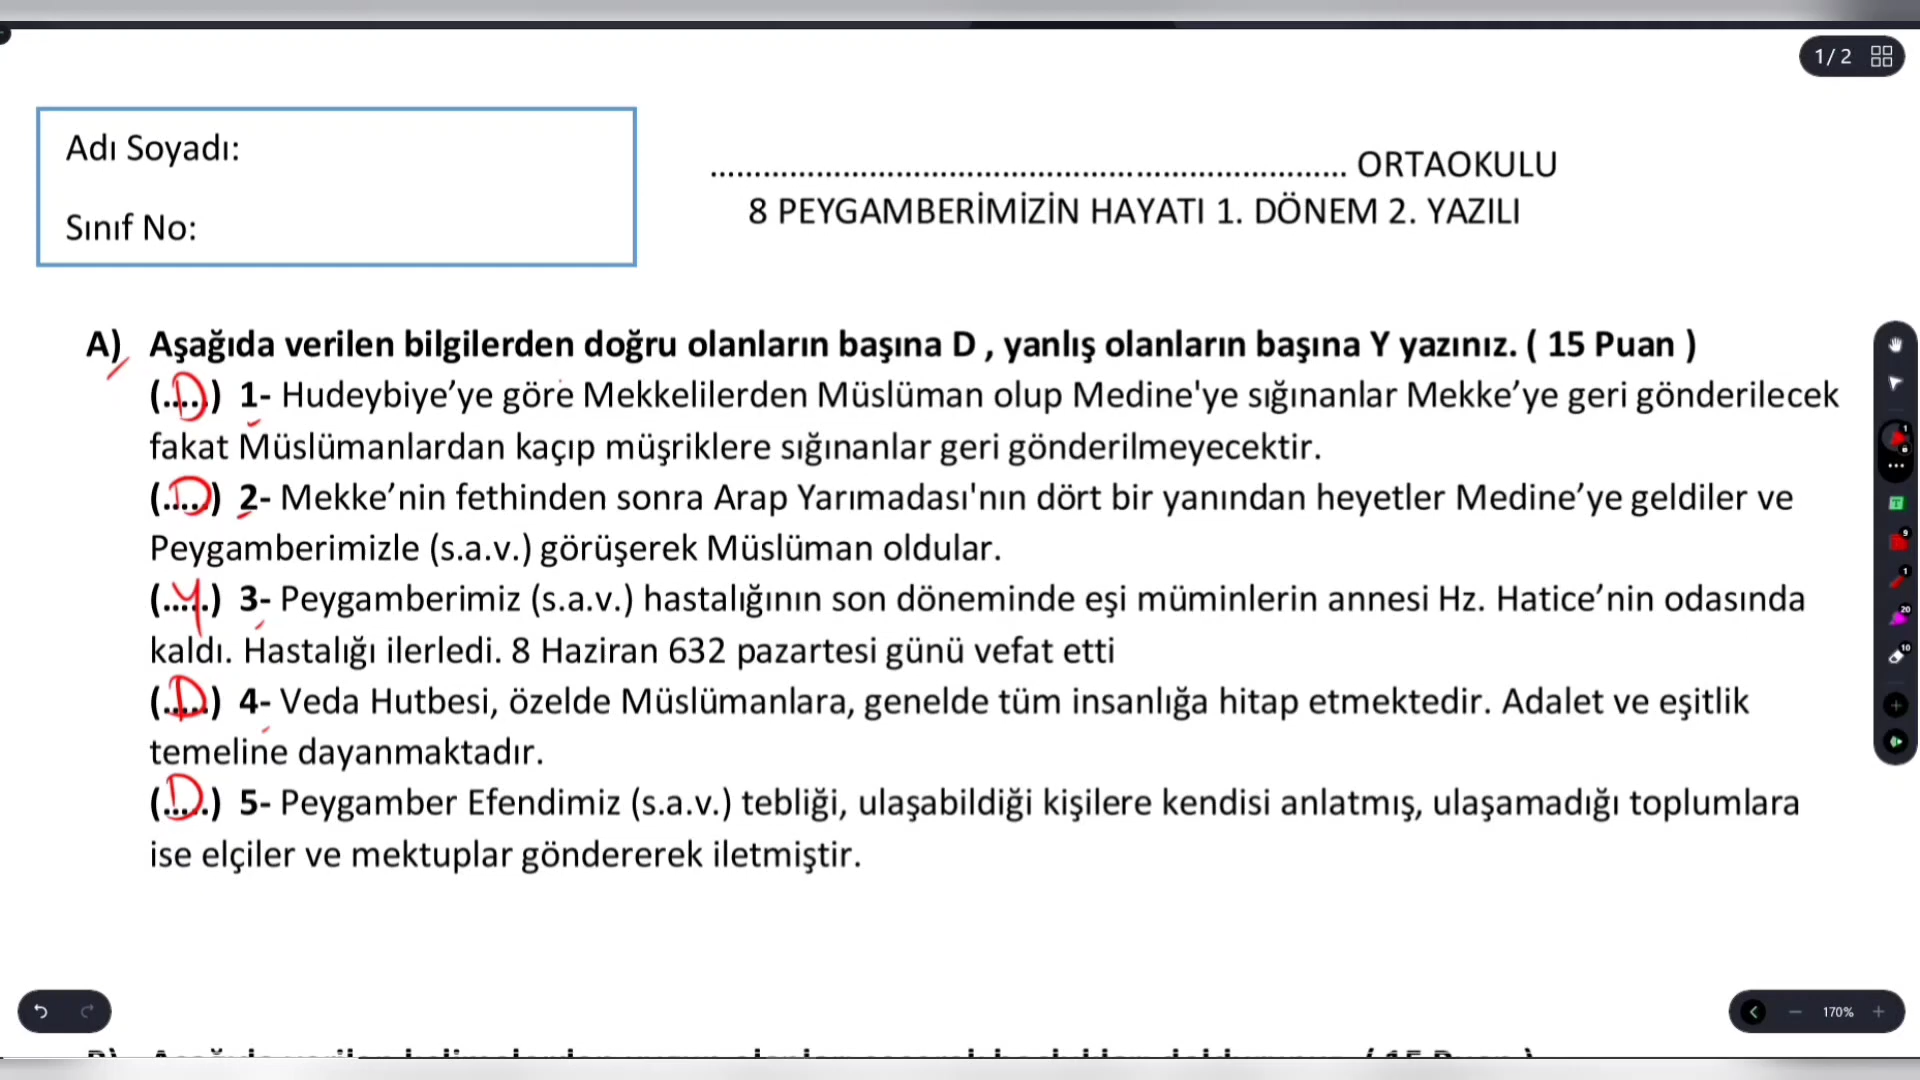 1/2
Adı Soyadı:
Sınıf No:
........................................................................ ORTAOKULU
8 PEYGAMBERİMİZİN HAYATI 1. DÖNEM 2. YAZILI
A) Aşağıda verilen bilgilerden doğru olanların başına D , yanlış olanların başına Y yazınız. ( 15 Puan )
(..D..) 1- Hudeybiye’ye göre Mekkelilerden Müslüman olup Medine'ye sığınanlar Mekke’ye geri gönderilecek
fakat Müslümanlardan kaçıp müşriklere sığınanlar geri gönderilmeyecektir.
(..D..) 2- Mekke’nin fethinden sonra Arap Yarımadası'nın dört bir yanından heyetler Medine’ye geldiler ve
Peygamberimizle (s.a.v.) görüşerek Müslüman oldular.
(..Y..) 3- Peygamberimiz (s.a.v.) hastalığının son döneminde eşi müminlerin annesi Hz. Hatice’nin odasında
kaldı. Hastalığı ilerledi. 8 Haziran 632 pazartesi günü vefat etti
(..D..) 4- Veda Hutbesi, özelde Müslümanlara, genelde tüm insanlığa hitap etmektedir. Adalet ve eşitlik
temeline dayanmaktadır.
(..D..) 5- Peygamber Efendimiz (s.a.v.) tebliği, ulaşabildiği kişilere kendisi anlatmış, ulaşamadığı toplumlara
ise elçiler ve mektuplar göndererek iletmiştir.
170%